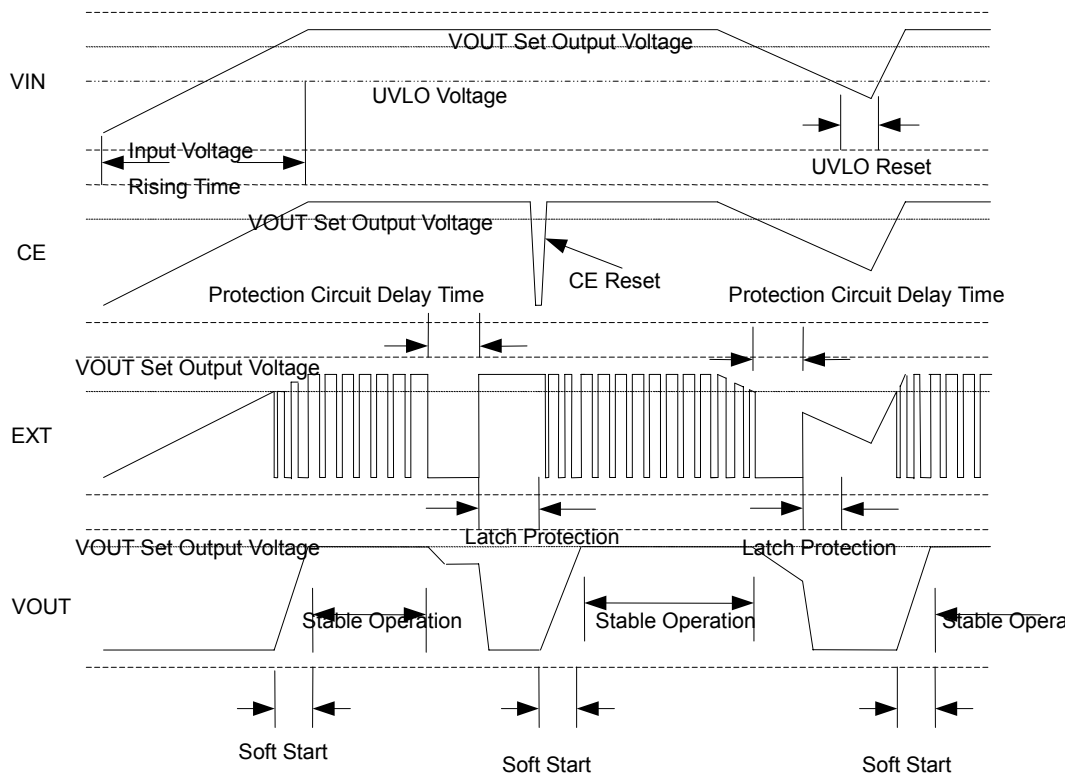 VOUT Set Output Voltage
VIN
UVLO Voltage
Input Voltage
Rising Time
UVLO Reset
VOUT Set Output Voltage
CE
CE Reset
Protection Circuit Delay Time
Protection Circuit Delay Time
VOUT Set Output Voltage
EXT
Latch Protection
Latch Protection
VOUT Set Output Voltage
VOUT
Stable Operation
Stable Operation
Stable Opera
Soft Start
Soft Start
Soft Start